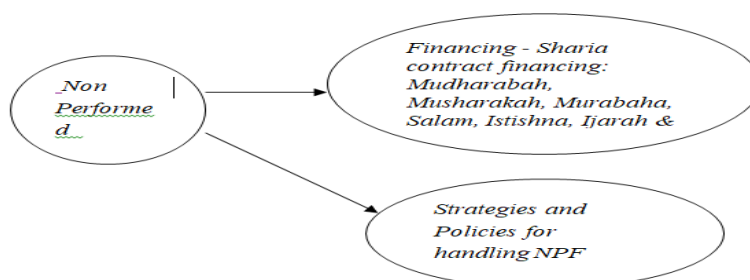 Non
Performe
d
Financing - Sharia
contract financing:
Mudharabah,
Musharakah, Murabaha,
Salam, Istishna, Ijarah &
Strategies and
Policies for
handling NPF